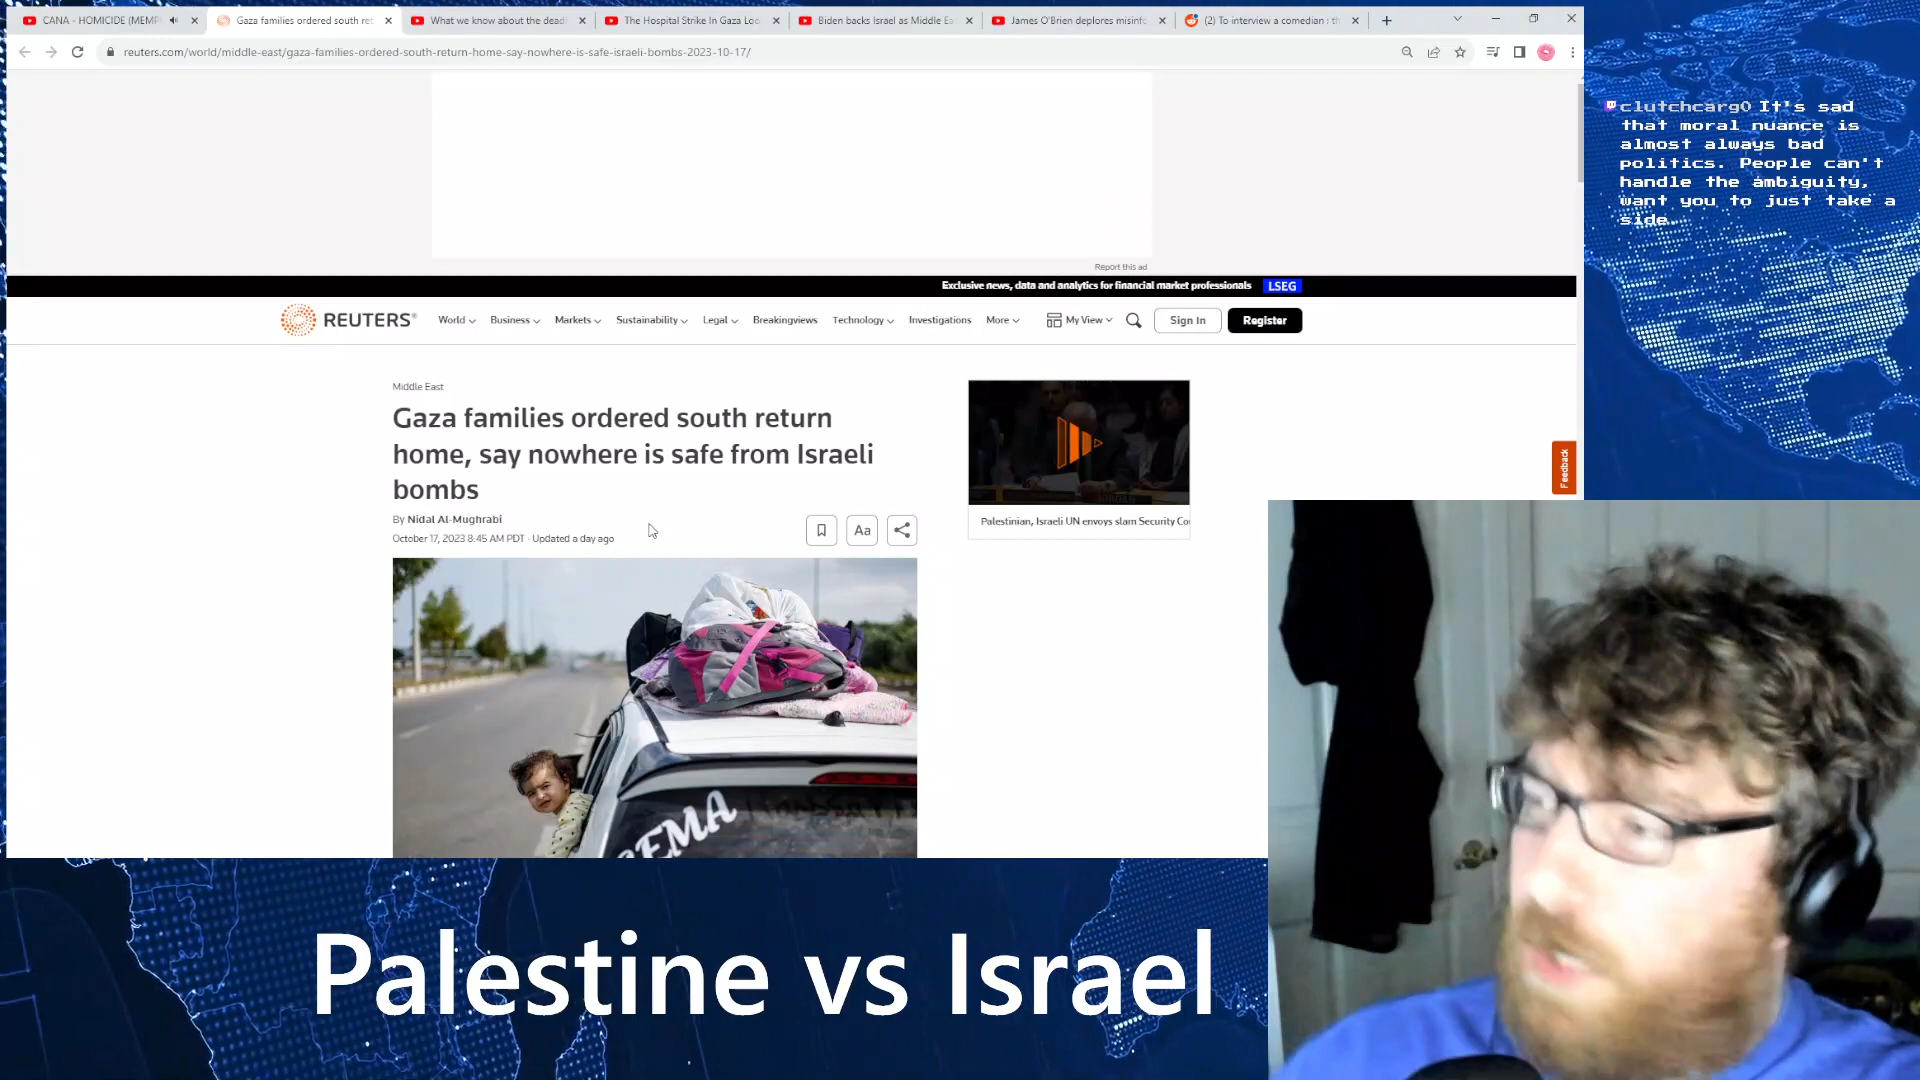 CANA - HOMICIDE (MEMP
Gaza families ordered south ret
What we know about the deadl
The Hospital Strike In Gaza Loo
Biden backs Israel as Middle Ea
James O'Brien deplores misinfo
(2) To interview a comedian : th
reuters.com/world/middle-east/gaza-families-ordered-south-return-home-say-nowhere-is-safe-israeli-bombs-2023-10-17/
clutchcarg0 It's sad
that moral nuance is
almost always bad
politics. People can't
handle the ambiguity,
want you to just take a
side
Report this ad
Exclusive news, data and analytics for financial market professionals LSEG
REUTERS®
World Business Markets Sustainability Legal Breakingviews Technology Investigations More My View Sign In Register
Middle East
Gaza families ordered south return
home, say nowhere is safe from Israeli
bombs
By Nidal Al-Mughrabi
October 17, 2023 8:45 AM PDT · Updated a day ago
Aa
Palestinian, Israeli UN envoys slam Security Co
Feedback
EMA
Palestine vs Israel